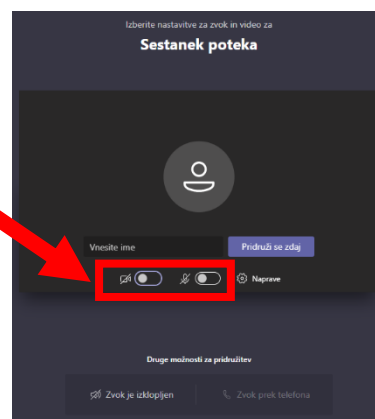 Izberite nastavitve za zvok in video za
Sestanek poteka
Vnesite ime
Pridruži se zdaj
Naprave
Druge možnosti za pridružitev
Zvok je izklopljen
Zvok prek telefona